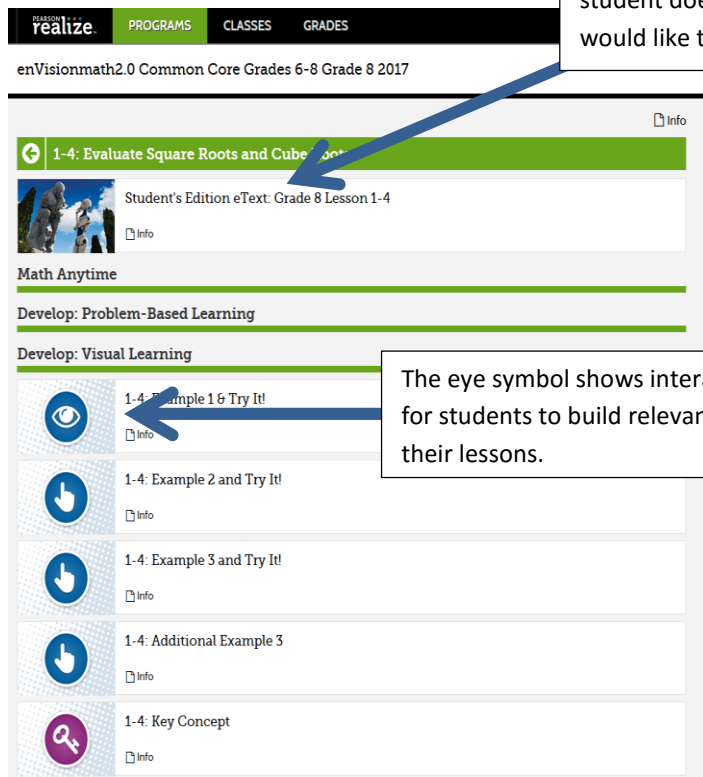 student doe
would like t
PEARSON
realize. PROGRAMS CLASSES GRADES
enVisionmath2.0 Common Core Grades 6-8 Grade 8 2017
Info
1-4: Evaluate Square Roots and Cube Roots
Student's Edition eText: Grade 8 Lesson 1-4
Info
Math Anytime
Develop: Problem-Based Learning
Develop: Visual Learning
The eye symbol shows intera
for students to build relevan
their lessons.
1-4: Example 1 & Try It!
Info
1-4: Example 2 and Try It!
Info
1-4: Example 3 and Try It!
Info
1-4: Additional Example 3
Info
1-4: Key Concept
Info